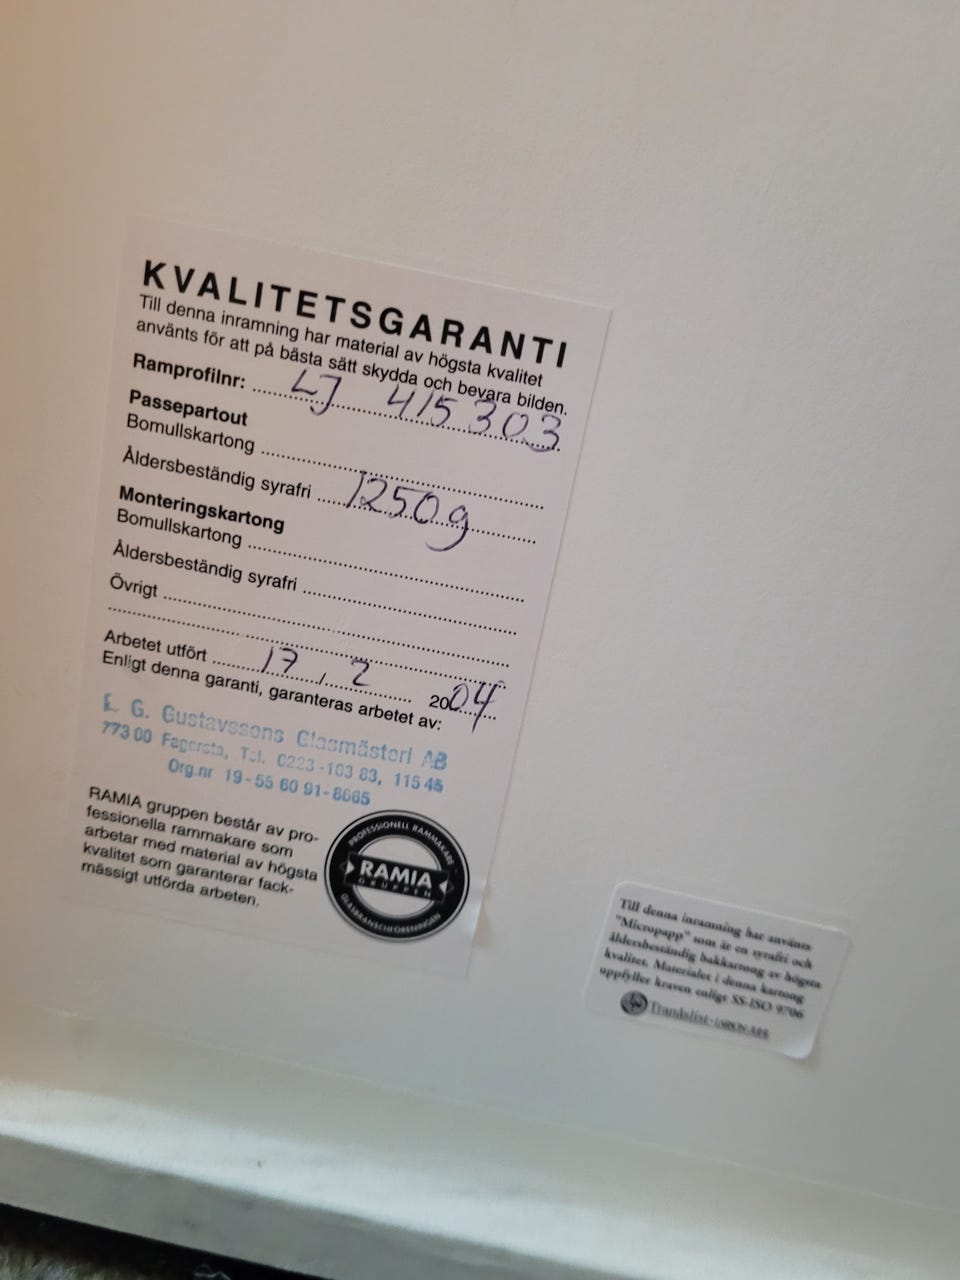 KVALITETSGARANTI
Till denna inramning har material av högsta kvalitet
använts för att på bästa sätt skydda och bevara bilden.
Ramprofilnr: LJ 415303
Passepartout
Bomullskartong
Åldersbeständig syrafri 1250g
Monteringskartong
Bomullskartong
Åldersbeständig syrafri
Övrigt
Arbetet utfört 17 / 2 2004
Enligt denna garanti, garanteras arbetet av:
G. Gustavssons Glasmästeri AB
773 00 Fagersta, Tel. 0223-103 83, 115 45
Org.nr 19-55 60 91-8665
RAMIA gruppen består av pro-
fessionella rammakare som
arbetar med material av högsta
kvalitet som garanterar fack-
mässigt utförda arbeten.
PROFESSIONELL RAMMAKARE
RAMIA
GRUPPEN
GLASBRANSCHFÖRENINGEN
Till denna inramning har använts
"Micropapp" som är en syrafri och
åldersbeständig bakkartong av högsta
kvalitet. Materialet i denna kartong
uppfyller kraven enligt SS-ISO 9706